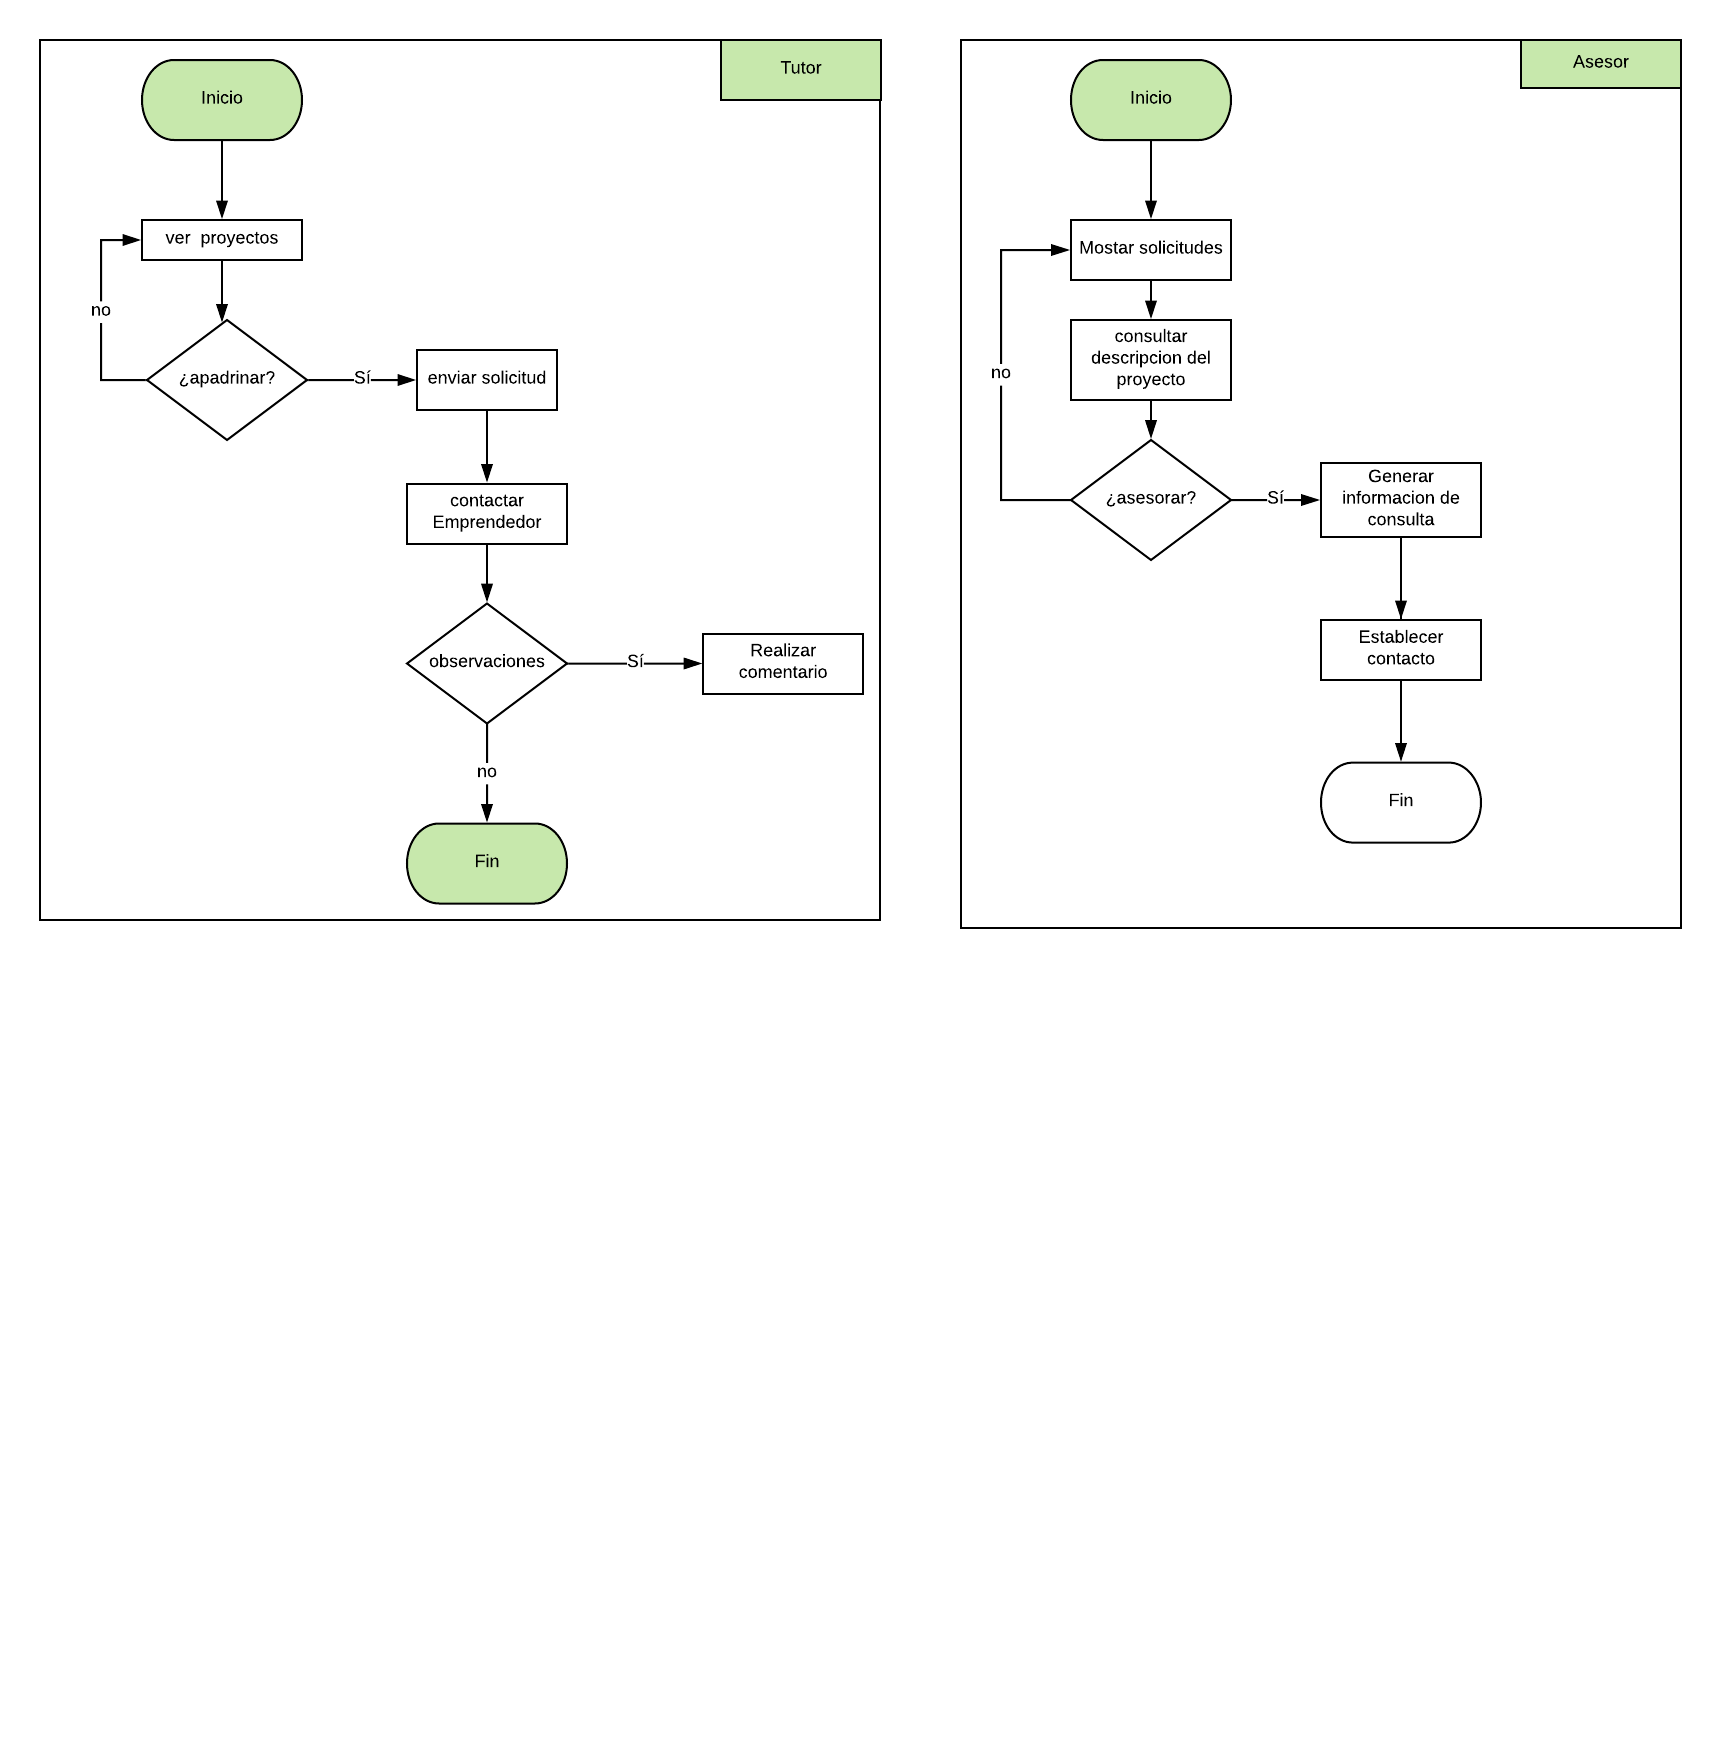 Tutor
Inicio
ver  proyectos
no
¿apadrinar?
Sí
enviar solicitud
contactar
Emprendedor
observaciones
Sí
Realizar
comentario
no
Fin
Asesor
Inicio
Mostar solicitudes
consultar
descripcion del
proyecto
no
¿asesorar?
Sí
Generar
informacion de
consulta
Establecer
contacto
Fin